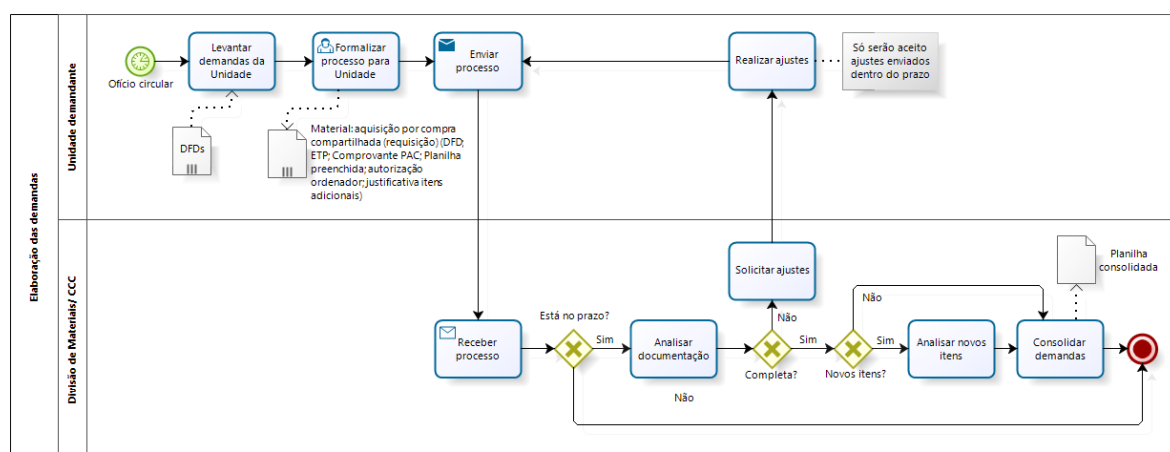 Elaboração das demandas
Unidade demandante
Ofício circular
Levantar
demandas da
Unidade
DFDs
Formalizar
processo para
Unidade
Material: aquisição por compra
compartilhada (requisição) (DFD;
ETP; Comprovante PAC; Planilha
preenchida; autorização
ordenador; justificativa itens
adicionais)
Enviar
processo
Realizar ajustes
Só serão aceito
ajustes enviados
dentro do prazo
Divisão de Materiais/ CCC
Receber
processo
Está no prazo?
Sim
Não
Analisar
documentação
Completa?
Não
Sim
Solicitar ajustes
Novos itens?
Não
Sim
Analisar novos
itens
Consolidar
demandas
Planilha
consolidada